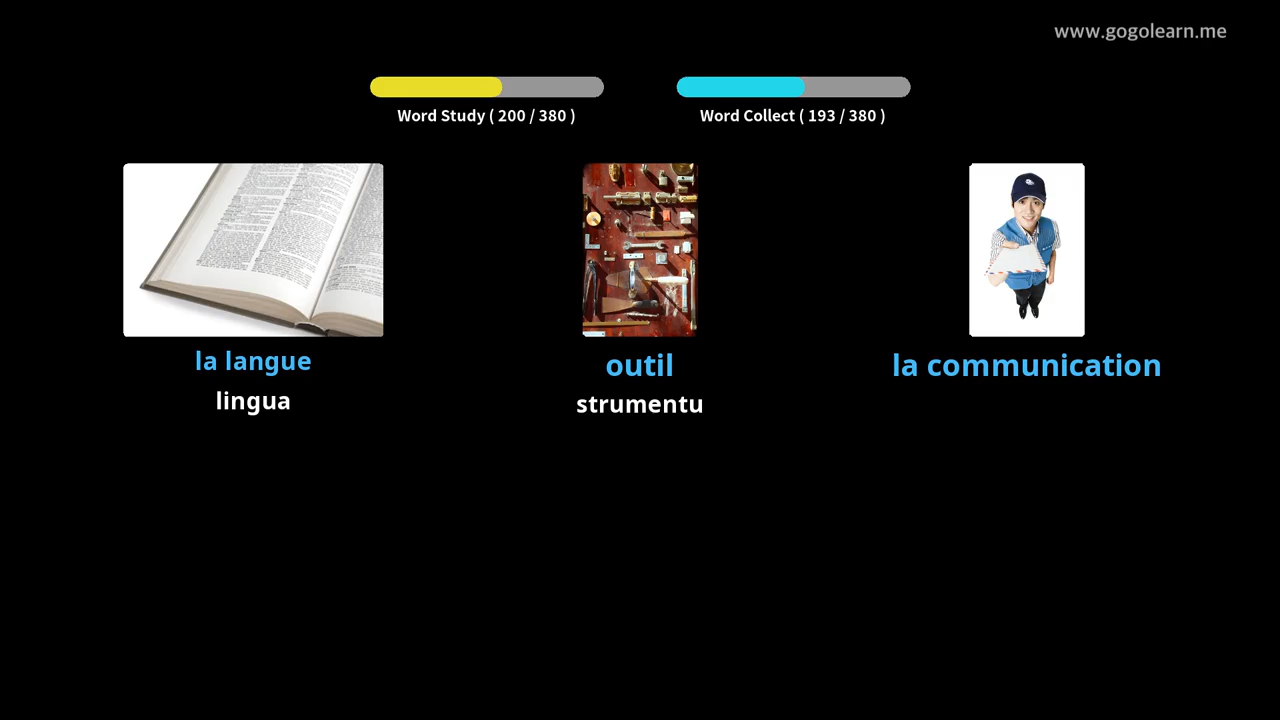 www.gogolearn.me
Word Study ( 200 / 380 )
Word Collect ( 193 / 380 )
la langue
lingua
outil
strumentu
la communication